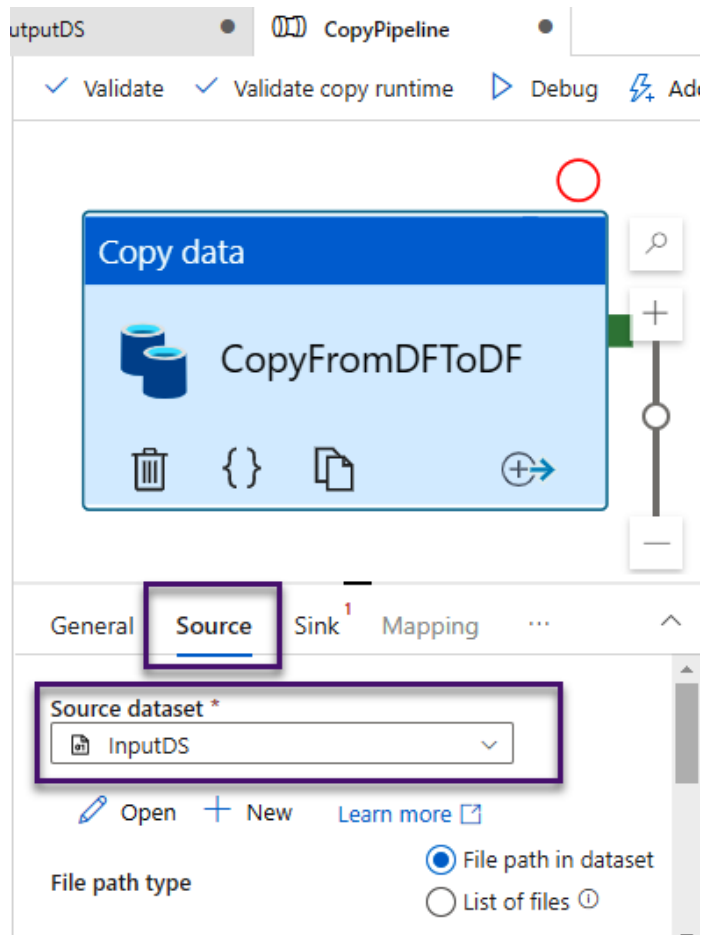 utputDS CopyPipeline
Validate Validate copy runtime Debug Add
Copy data
CopyFromDFToDF
General Source Sink 1 Mapping ...
Source dataset *
InputDS
Open New Learn more
File path type
File path in dataset
List of files